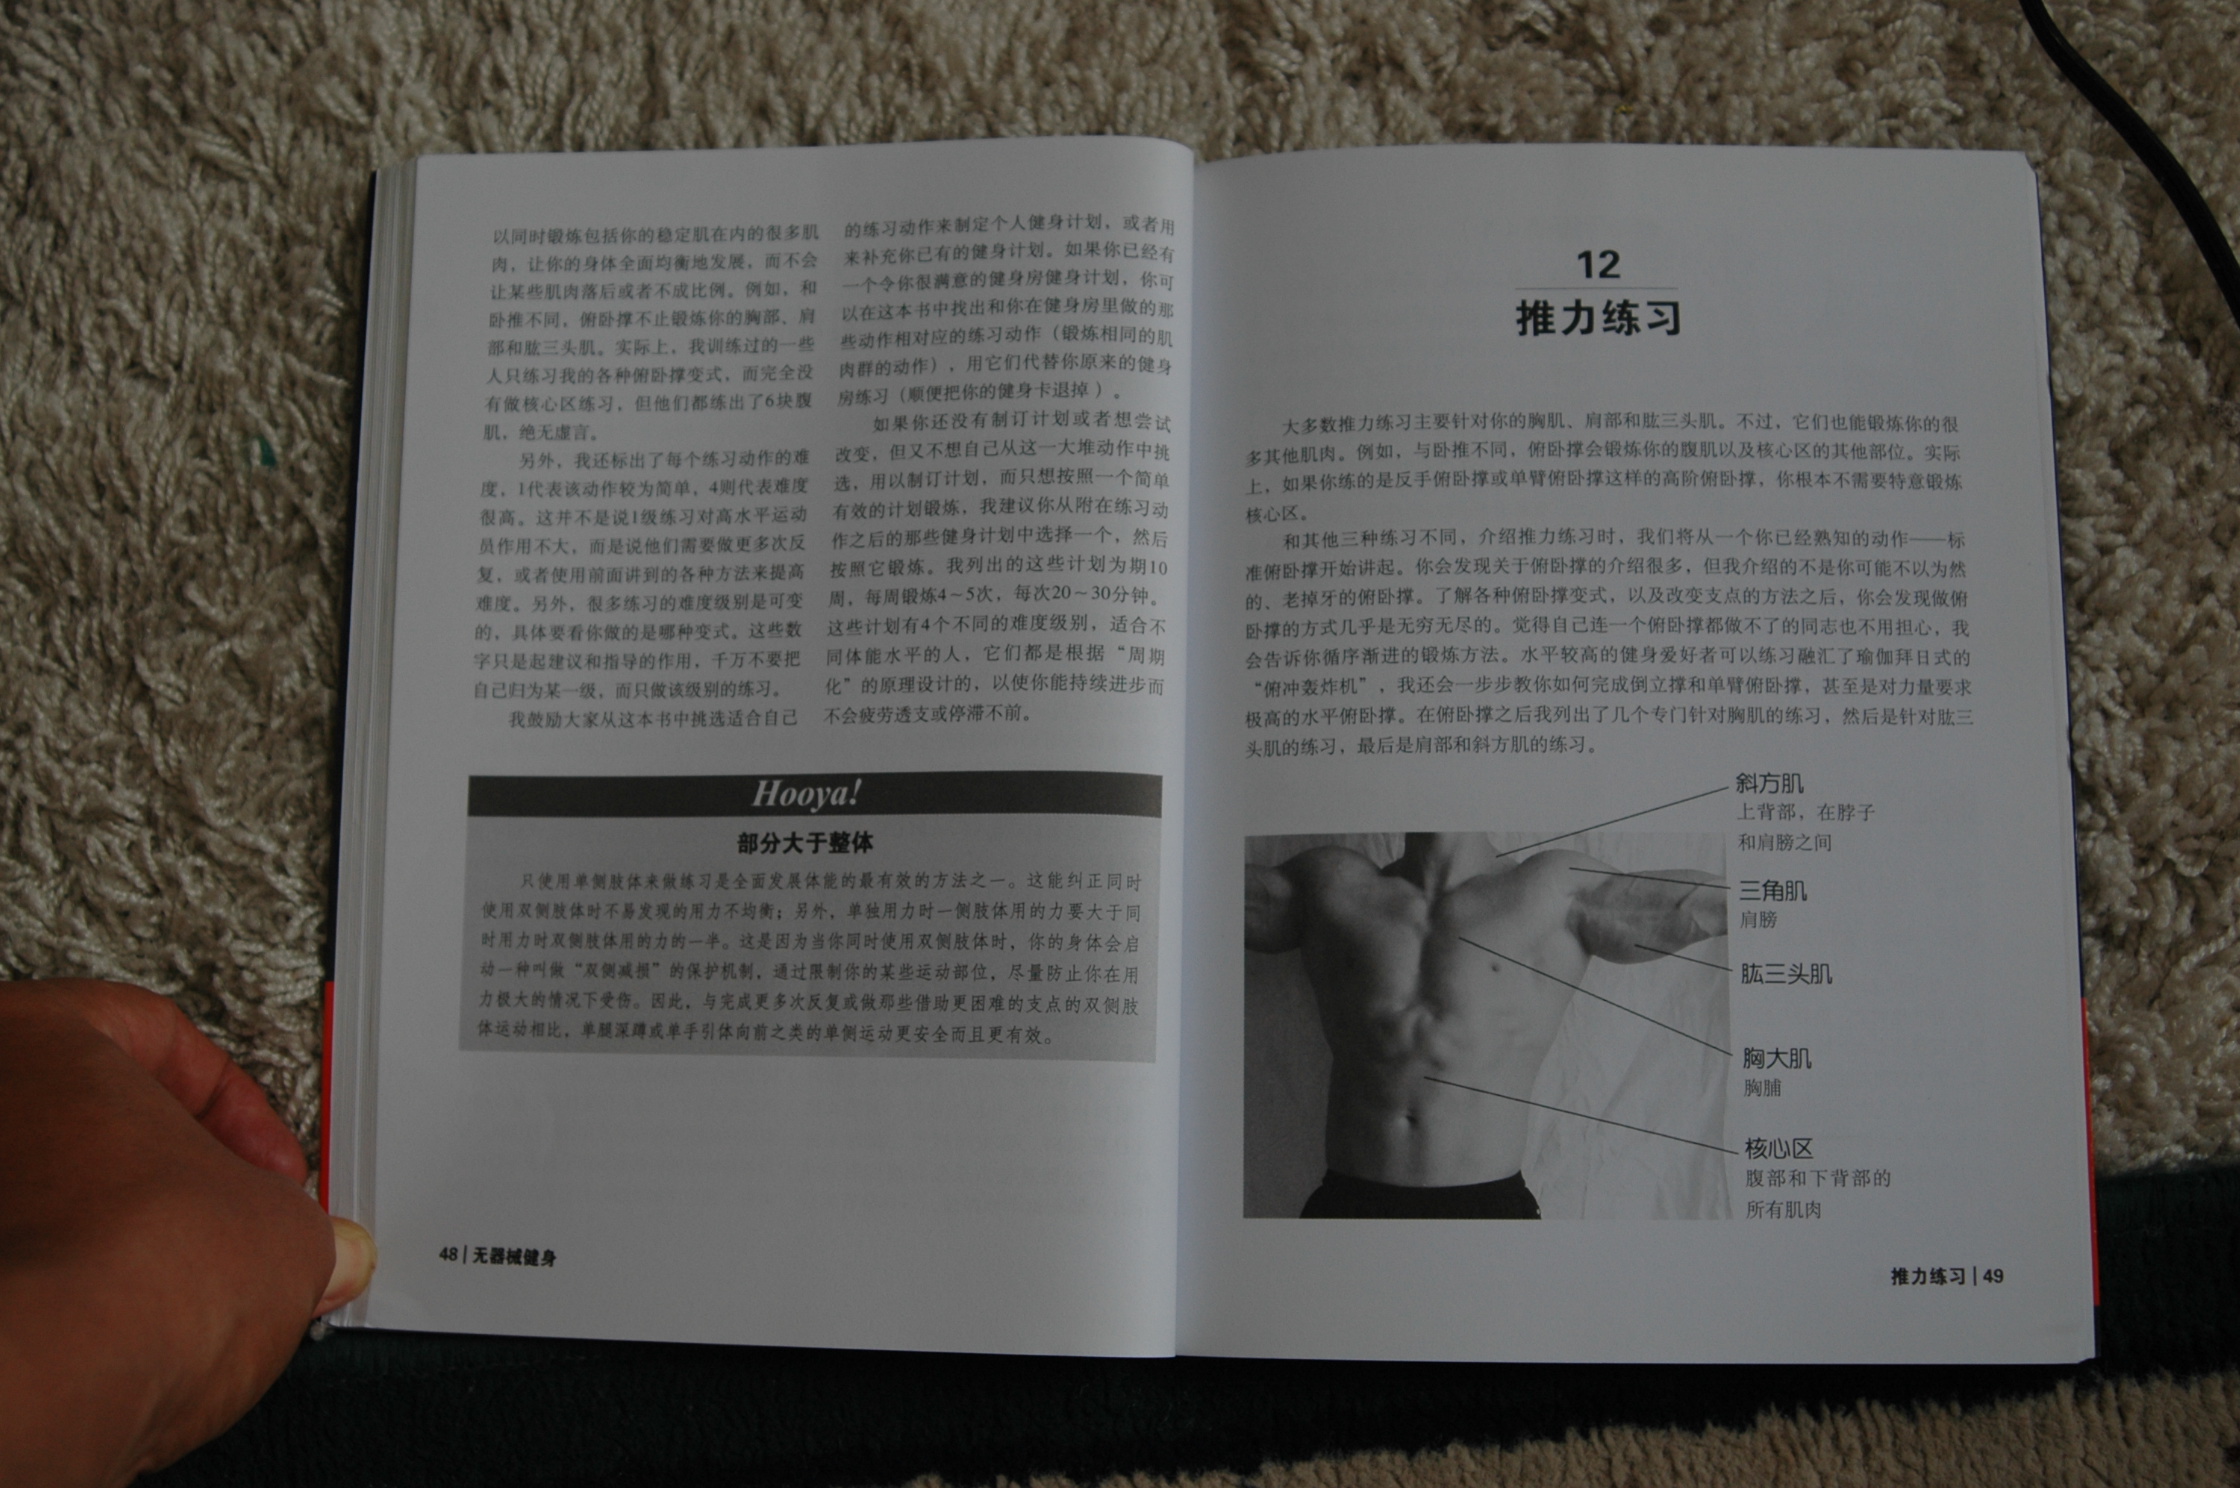 以同时锻炼包括你的稳定肌在内的很多肌
肉，让你的身体全面均衡地发展，而不会
让某些肌肉落后或者不成比例。例如，和
卧推不同，俯卧撑不止锻炼你的胸部、肩
部和肱三头肌。实际上，我训练过的一些
人只练习我的各种俯卧撑变式，而完全没
有做核心区练习，但他们都练出了6块腹
肌，绝无虚言。
另外，我还标出了每个练习动作的难
度，1代表该动作较为简单，4则代表难度
很高。这并不是说1级练习对高水平运动
员作用不大，而是说他们需要做更多次反
复，或者使用前面讲到的各种方法来提高
难度。另外，很多练习的难度级别是可变
的，具体要看你做的是哪种变式。这些数
字只是起建议和指导的作用，千万不要把
自己归为某一级，而只做该级别的练习。
我鼓励大家从这本书中挑选适合自己
的练习动作来制定个人健身计划，或者用
来补充你已有的健身计划。如果你已经有
一个令你很满意的健身房健身计划，你可
以在这本书中找出和你在健身房里做的那
些动作相对应的练习动作（锻炼相同的肌
肉群的动作），用它们代替你原来的健身
房练习（顺便把你的健身卡退掉）。
如果你还没有制订计划或者想尝试
改变，但又不想自己从这一大堆动作中挑
选，用以制订计划，而只想按照一个简单
有效的计划锻炼，我建议你从附在练习动
作之后的那些健身计划中选择一个，然后
按照它锻炼。我列出的这些计划为期10
周，每周锻炼4～5次，每次20～30分钟。
这些计划有4个不同的难度级别，适合不
同体能水平的人，它们都是根据“周期
化”的原理设计的，以使你能持续进步而
不会疲劳透支或停滞不前。
Hooya!
部分大于整体
只使用单侧肢体来做练习是全面发展体能的最有效的方法之一。这能纠正同时
使用双侧肢体时不易发现的用力不均衡；另外，单独用力时一侧肢体用的力要大于同
时用力时双侧肢体用的力的一半。这是因为当你同时使用双侧肢体时，你的身体会启
动一种叫做“双侧减损”的保护机制，通过限制你的某些运动部位，尽量防止你在用
力极大的情况下受伤。因此，与完成更多次反复或做那些借助更困难的支点的双侧肢
体运动相比，单腿深蹲或单手引体向前之类的单侧运动更安全而且更有效。
48 | 无器械健身
12
推力练习
大多数推力练习主要针对你的胸肌、肩部和肱三头肌。不过，它们也能锻炼你的很
多其他肌肉。例如，与卧推不同，俯卧撑会锻炼你的腹肌以及核心区的其他部位。实际
上，如果你练的是反手俯卧撑或单臂俯卧撑这样的高阶俯卧撑，你根本不需要特意锻炼
核心区。
和其他三种练习不同，介绍推力练习时，我们将从一个你已经熟知的动作——标
准俯卧撑开始讲起。你会发现关于俯卧撑的介绍很多，但我介绍的不是你可能不以为然
的、老掉牙的俯卧撑。了解各种俯卧撑变式，以及改变支点的方法之后，你会发现做俯
卧撑的方式几乎是无穷无尽的。觉得自己连一个俯卧撑都做不了的同志也不用担心，我
会告诉你循序渐进的锻炼方法。水平较高的健身爱好者可以练习融汇了瑜伽拜日式的
“俯冲轰炸机”，我还会一步步教你如何完成倒立撑和单臂俯卧撑，甚至是对力量要求
极高的水平俯卧撑。在俯卧撑之后我列出了几个专门针对胸肌的练习，然后是针对肱三
头肌的练习，最后是肩部和斜方肌的练习。
斜方肌
上背部，在脖子
和肩膀之间
三角肌
肩膀
肱三头肌
胸大肌
胸脯
核心区
腹部和下背部的
所有肌肉
推力练习 | 49